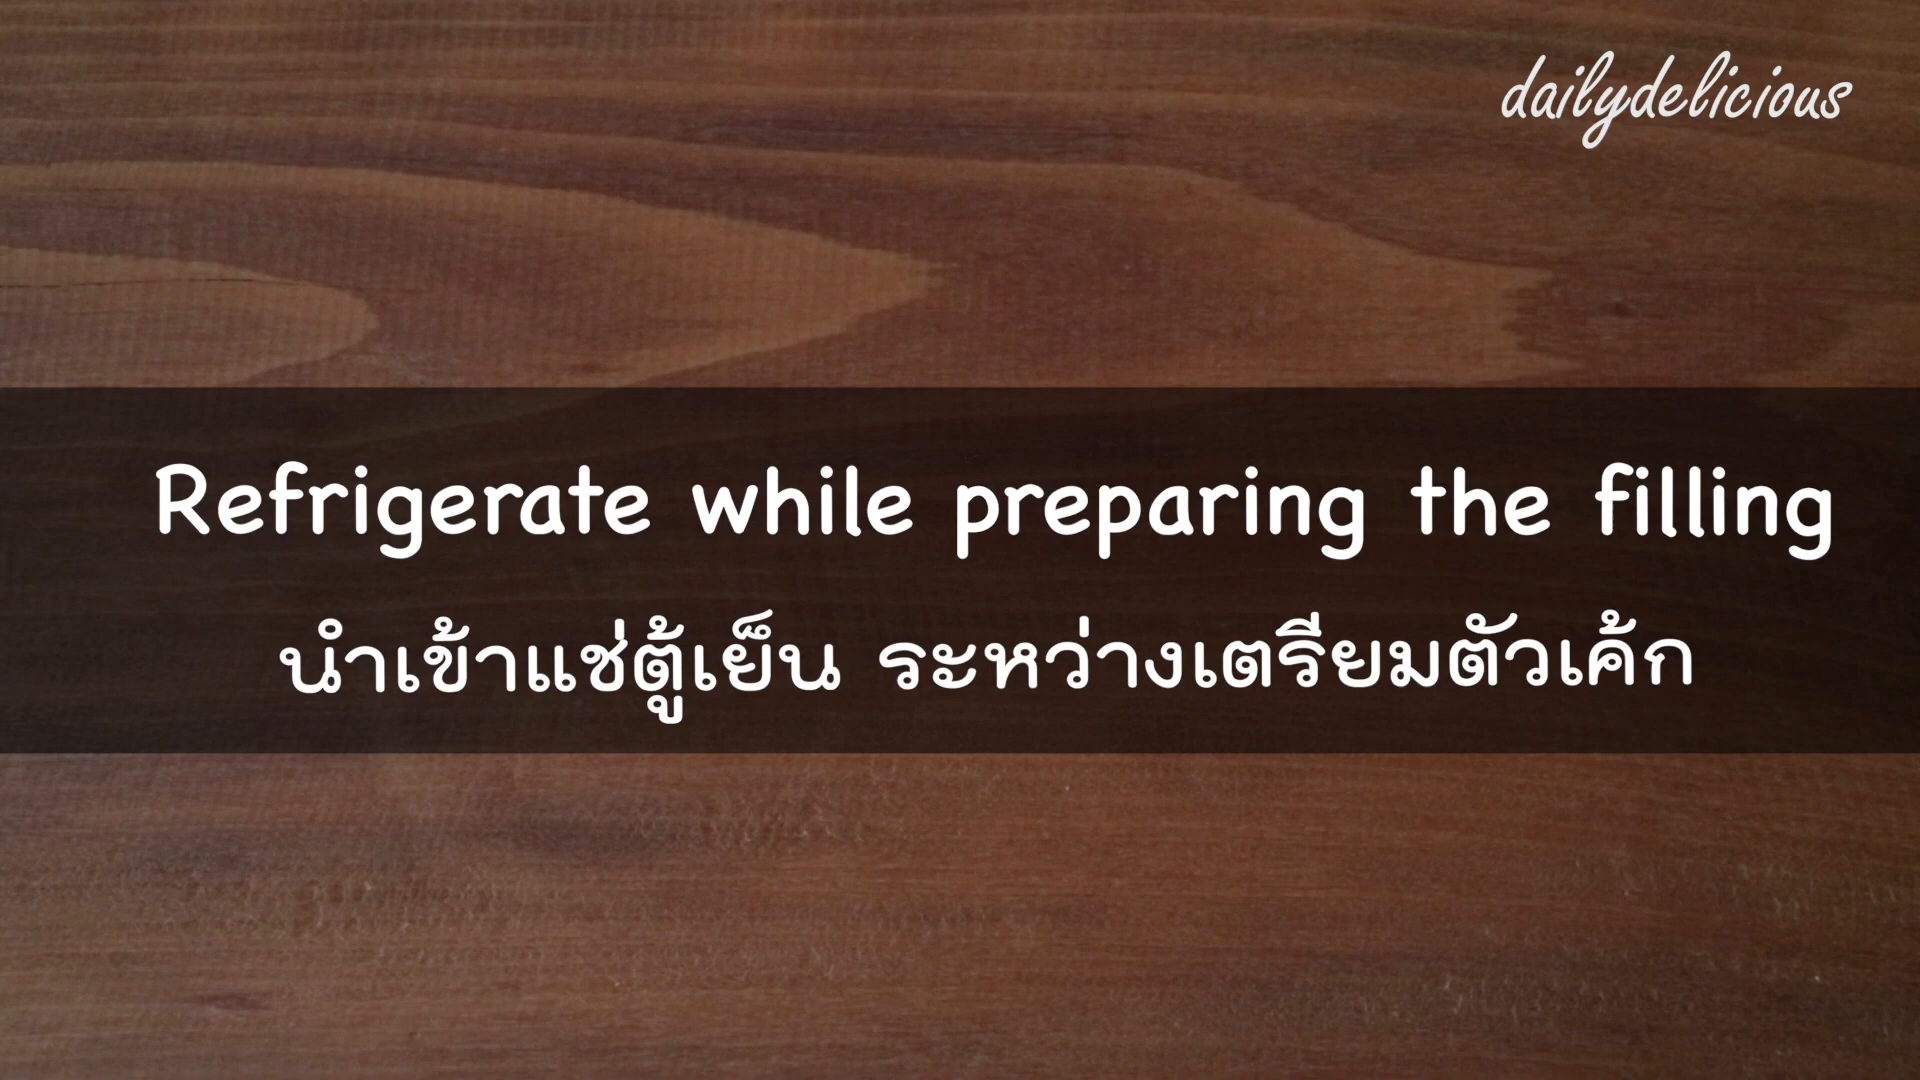 dailydelicious
Refrigerate while preparing the filling
นำเข้าแช่ตู้เย็น ระหว่างเตรียมตัวเค้ก